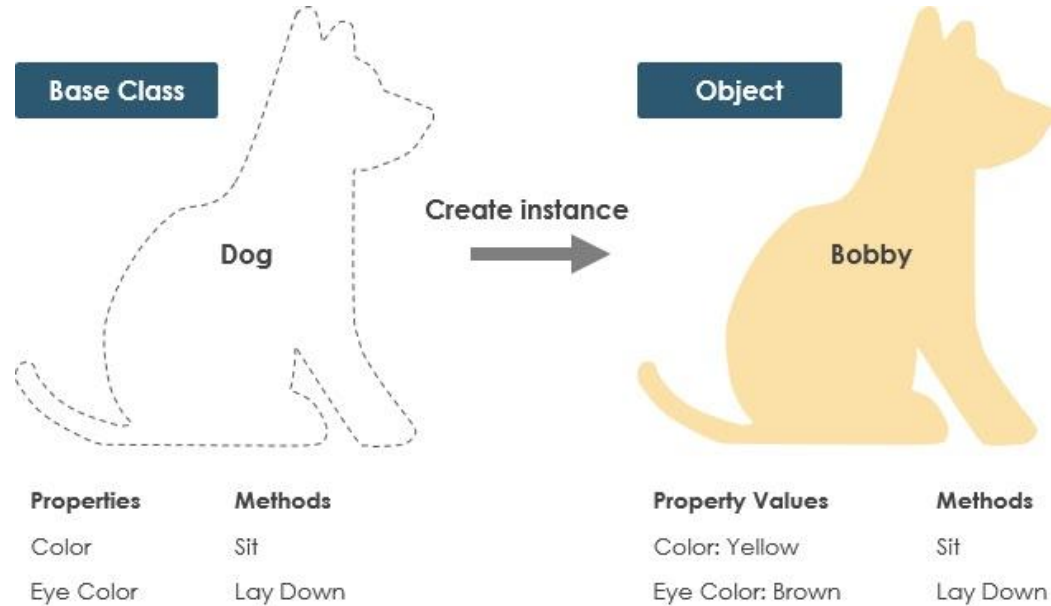 Base Class
Object
Create instance
Dog
Bobby
Properties Methods Property Values Methods
Color Sit Color: Yellow Sit
Eye Color Lay Down Eye Color: Brown Lay Down